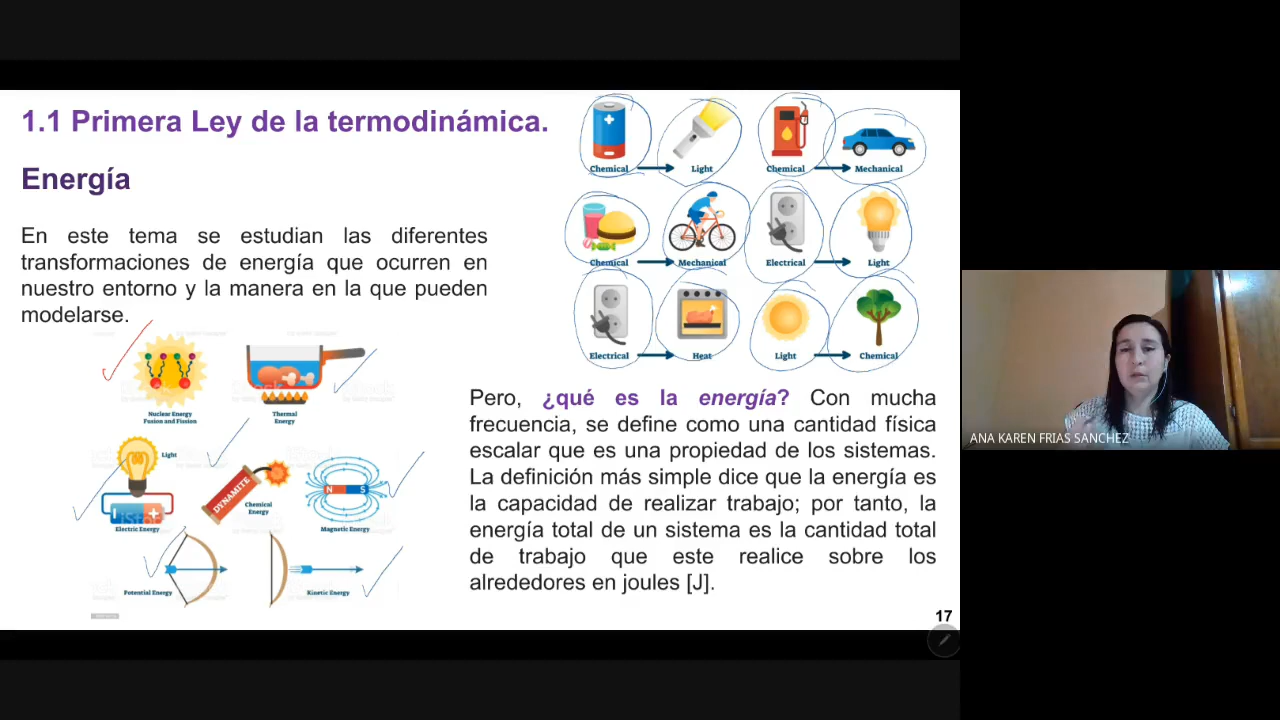 1.1 Primera Ley de la termodinámica.
Energía
En este tema se estudian las diferentes
transformaciones de energía que ocurren en
nuestro entorno y la manera en la que pueden
modelarse.
Nuclear Energy
Fusion and Fission
Thermal
Energy
Light
Electric Energy
DYNAMITE
Chemical
Energy
N S
Magnetic Energy
Potential Energy
Kinetic Energy
Chemical
Light
Chemical
Mechanical
Chemical
Mechanical
Electrical
Light
Electrical
Heat
Light
Chemical
Pero, ¿qué es la energía? Con mucha
frecuencia, se define como una cantidad física
escalar que es una propiedad de los sistemas.
La definición más simple dice que la energía es
la capacidad de realizar trabajo; por tanto, la
energía total de un sistema es la cantidad total
de trabajo que este realice sobre los
alrededores en joules [J].
17
ANA KAREN FRIAS SANCHEZ